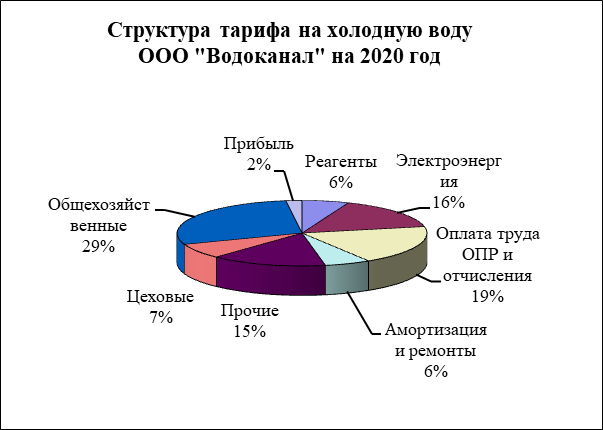 Структура тарифа на холодную воду
ООО "Водоканал" на 2020 год
Прибыль
2%
Реагенты
6%
Электроэнерг
ия
16%
Оплата труда
ОПР и
отчисления
19%
Амортизация
и ремонты
6%
Прочие
15%
Цеховые
7%
Общехозяйст
венные
29%